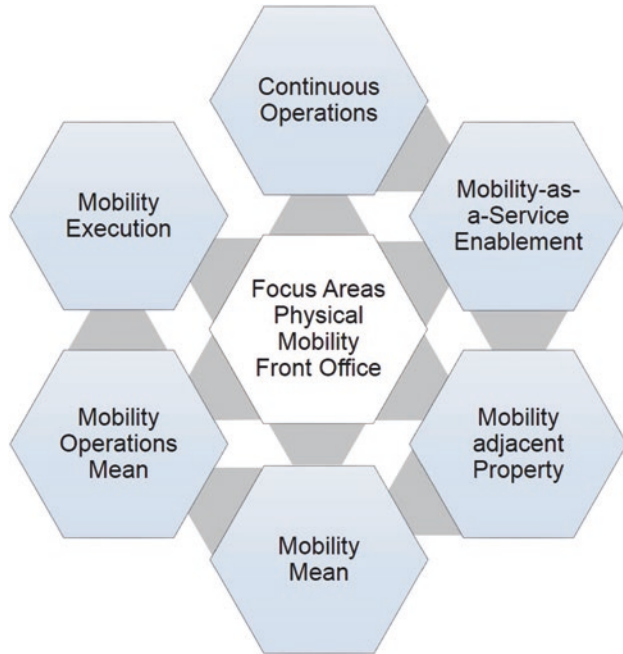 Continuous
Operations
Mobility
Execution
Mobility-as-
a-Service
Enablement
Focus Areas
Physical
Mobility
Front Office
Mobility
Operations
Mean
Mobility
adjacent
Property
Mobility
Mean